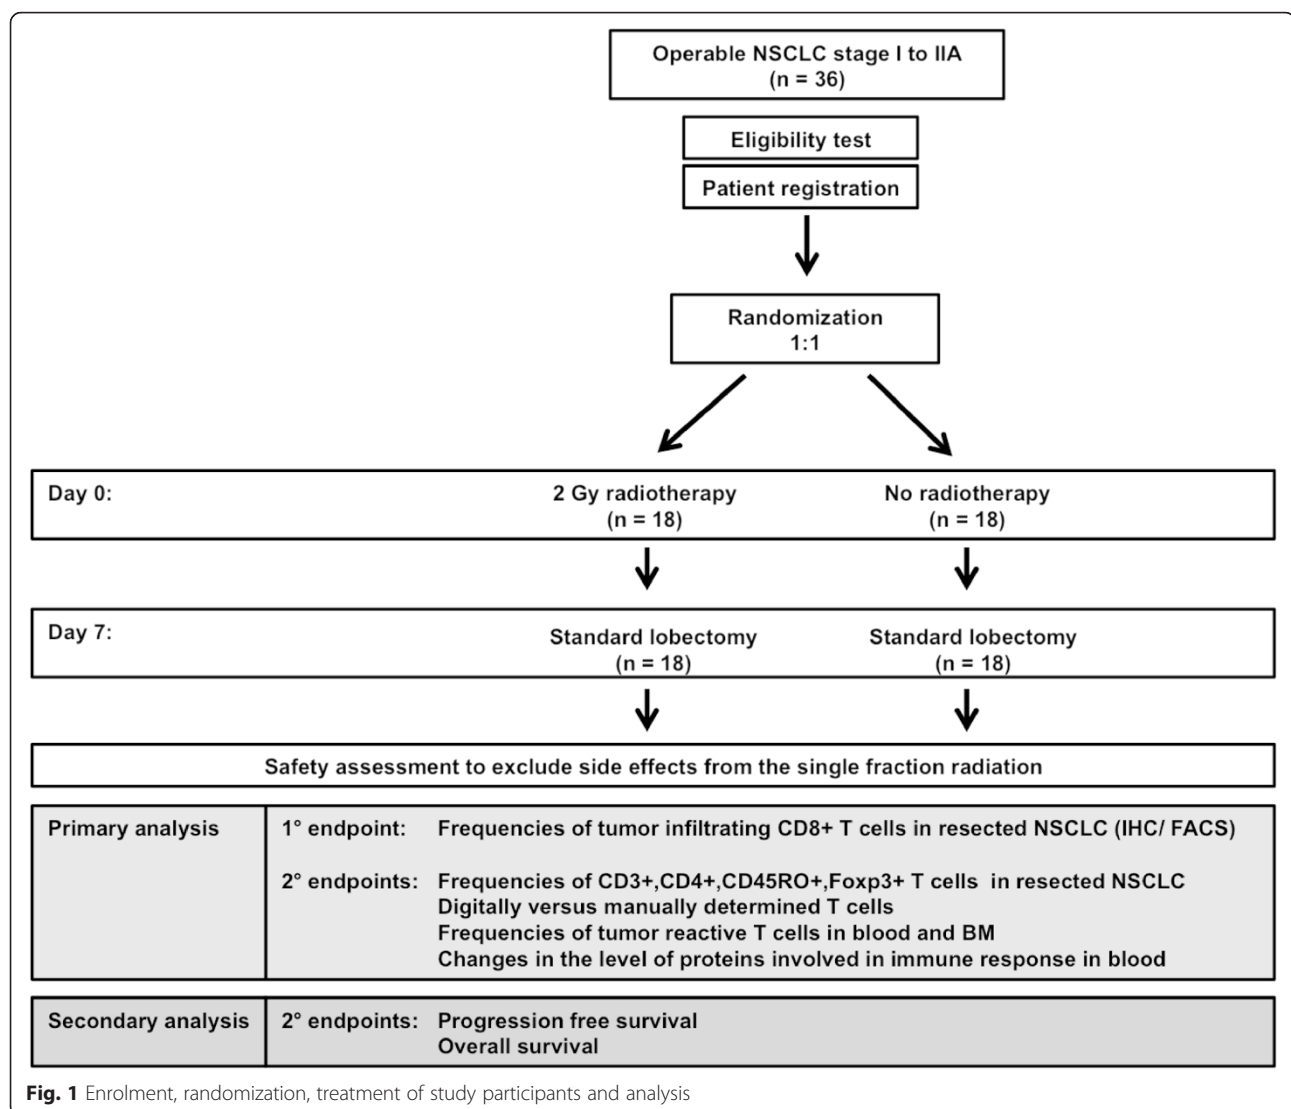 Operable NSCLC stage I to IIA
(n = 36)
Eligibility test
Patient registration
Randomization
1:1
Day 0:
2 Gy radiotherapy
(n = 18)
No radiotherapy
(n = 18)
Day 7:
Standard lobectomy
(n = 18)
Standard lobectomy
(n = 18)
Safety assessment to exclude side effects from the single fraction radiation
Primary analysis
1° endpoint: Frequencies of tumor infiltrating CD8+ T cells in resected NSCLC (IHC/ FACS)
2° endpoints: Frequencies of CD3+,CD4+,CD45RO+,Foxp3+ T cells in resected NSCLC
Digitally versus manually determined T cells
Frequencies of tumor reactive T cells in blood and BM
Changes in the level of proteins involved in immune response in blood
Secondary analysis
2° endpoints: Progression free survival
Overall survival
Fig. 1 Enrolment, randomization, treatment of study participants and analysis